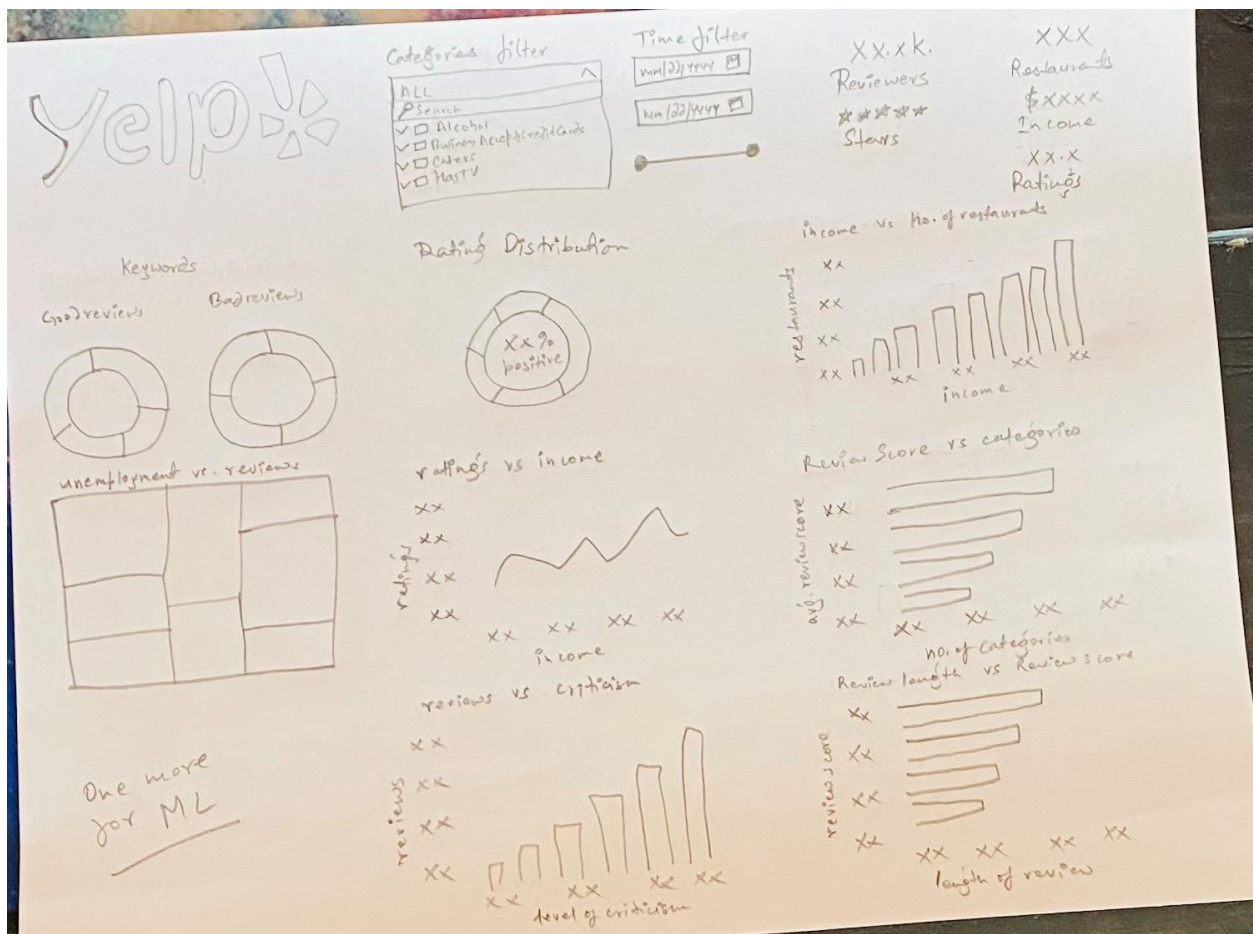 yelp
Categories filter
ALL
Search
Alcohol
Caters
HasTV
Time filter
mm/dd/yyyy
mm/dd/yyyy
XX.XK.
Reviewers
Stars
XXX
Restaurants
$XXXX
Income
XX.X
Ratings
Keywords
Good reviews
Bad reviews
Rating Distribution
XX%
positive
income vs No. of restaurants
restaurants
XX
XX
XX
XX
XX XX XX XX
income
unemployment vs. reviews
ratings vs income
ratings
XX
XX
XX
XX
XX XX XX XX
income
Review Score vs categories
avg. review score
XX
XX
XX
XX
XX XX XX XX
no. of categories
One more
for ML
reviews vs criticism
reviews
XX
XX
XX
XX
XX XX XX XX
level of criticism
Review length vs Review score
review score
XX
XX
XX
XX
XX XX XX XX
length of review